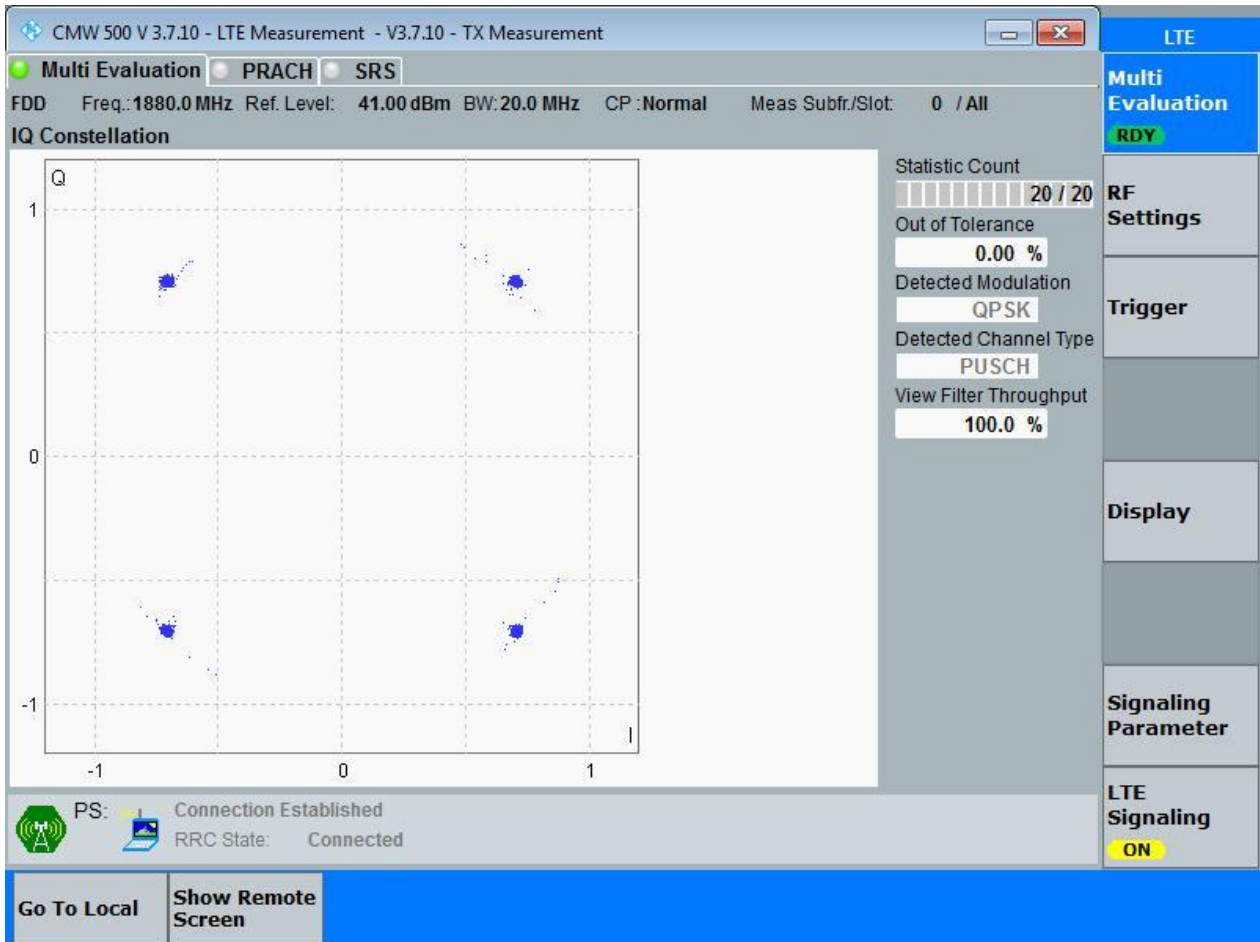 CMW 500 V 3.7.10 - LTE Measurement - V3.7.10 - TX Measurement
LTE
Multi Evaluation PRACH SRS
FDD Freq.: 1880.0 MHz Ref. Level: 41.00 dBm BW: 20.0 MHz CP : Normal Meas Subfr./Slot: 0 / All
IQ Constellation
Q
1
0
-1
I
-1 0 1
Statistic Count
20 / 20
Out of Tolerance
0.00 %
Detected Modulation
QPSK
Detected Channel Type
PUSCH
View Filter Throughput
100.0 %
Multi
Evaluation
RDY
RF
Settings
Trigger
Display
Signaling
Parameter
LTE
Signaling
ON
PS: Connection Established
RRC State: Connected
Go To Local
Show Remote
Screen